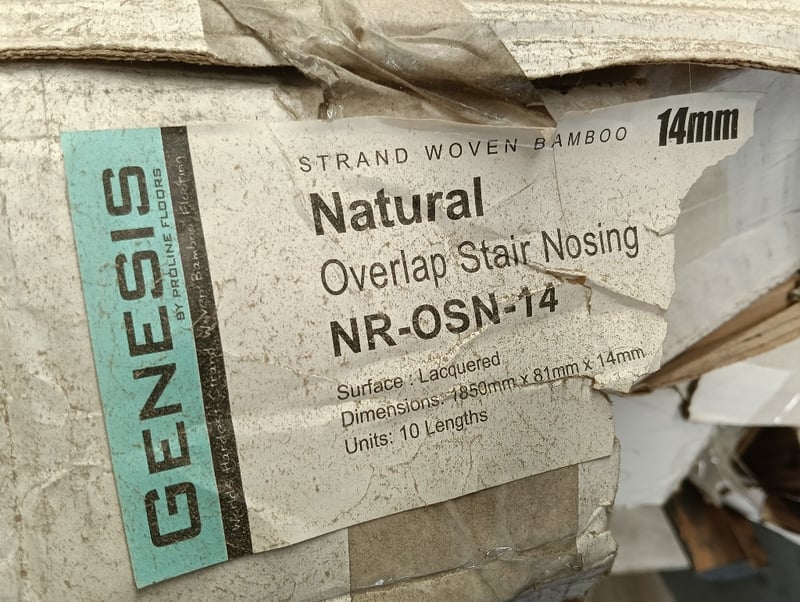 GENESIS
BY PROLINE FLOORS
STRAND WOVEN BAMBOO 14mm
Natural
Overlap Stair Nosing
NR-OSN-14
Surface : Lacquered
Dimensions: 1850mm x 81mm x 14mm
Units: 10 Lengths